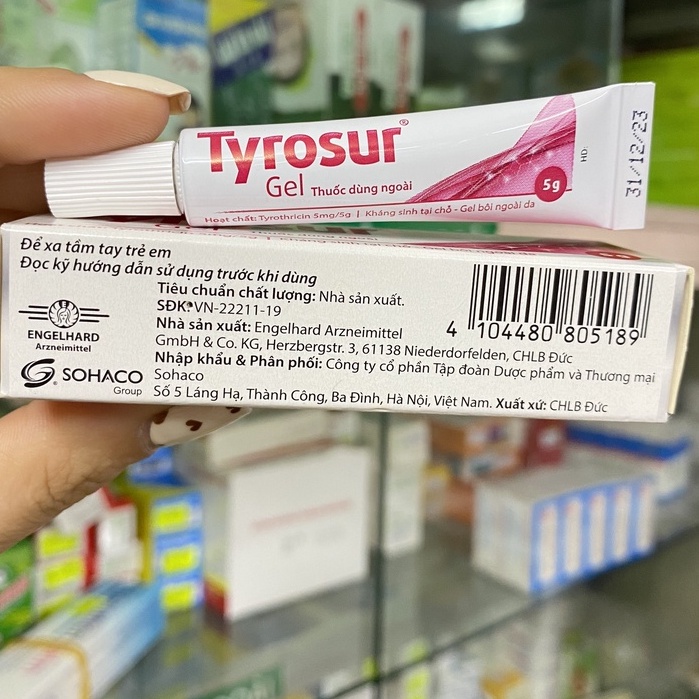 Tyrosur®
Gel Thuốc dùng ngoài
5g
HD:
31/12/23
Hoạt chất: Tyrothricin 5mg/5g | Kháng sinh tại chỗ - Gel bôi ngoài da
Để xa tầm tay trẻ em
Đọc kỹ hướng dẫn sử dụng trước khi dùng
Tiêu chuẩn chất lượng: Nhà sản xuất.
SĐK: VN-22211-19
Nhà sản xuất: Engelhard Arzneimittel
GmbH & Co. KG, Herzbergstr. 3, 61138 Niederdorfelden, CHLB Đức
Nhập khẩu & Phân phối: Công ty cổ phần Tập đoàn Dược phẩm và Thương mại
Sohaco
Số 5 Láng Hạ, Thành Công, Ba Đình, Hà Nội, Việt Nam. Xuất xứ: CHLB Đức
ENGELHARD
Arzneimittel
SOHACO
Group
4 104480 805189